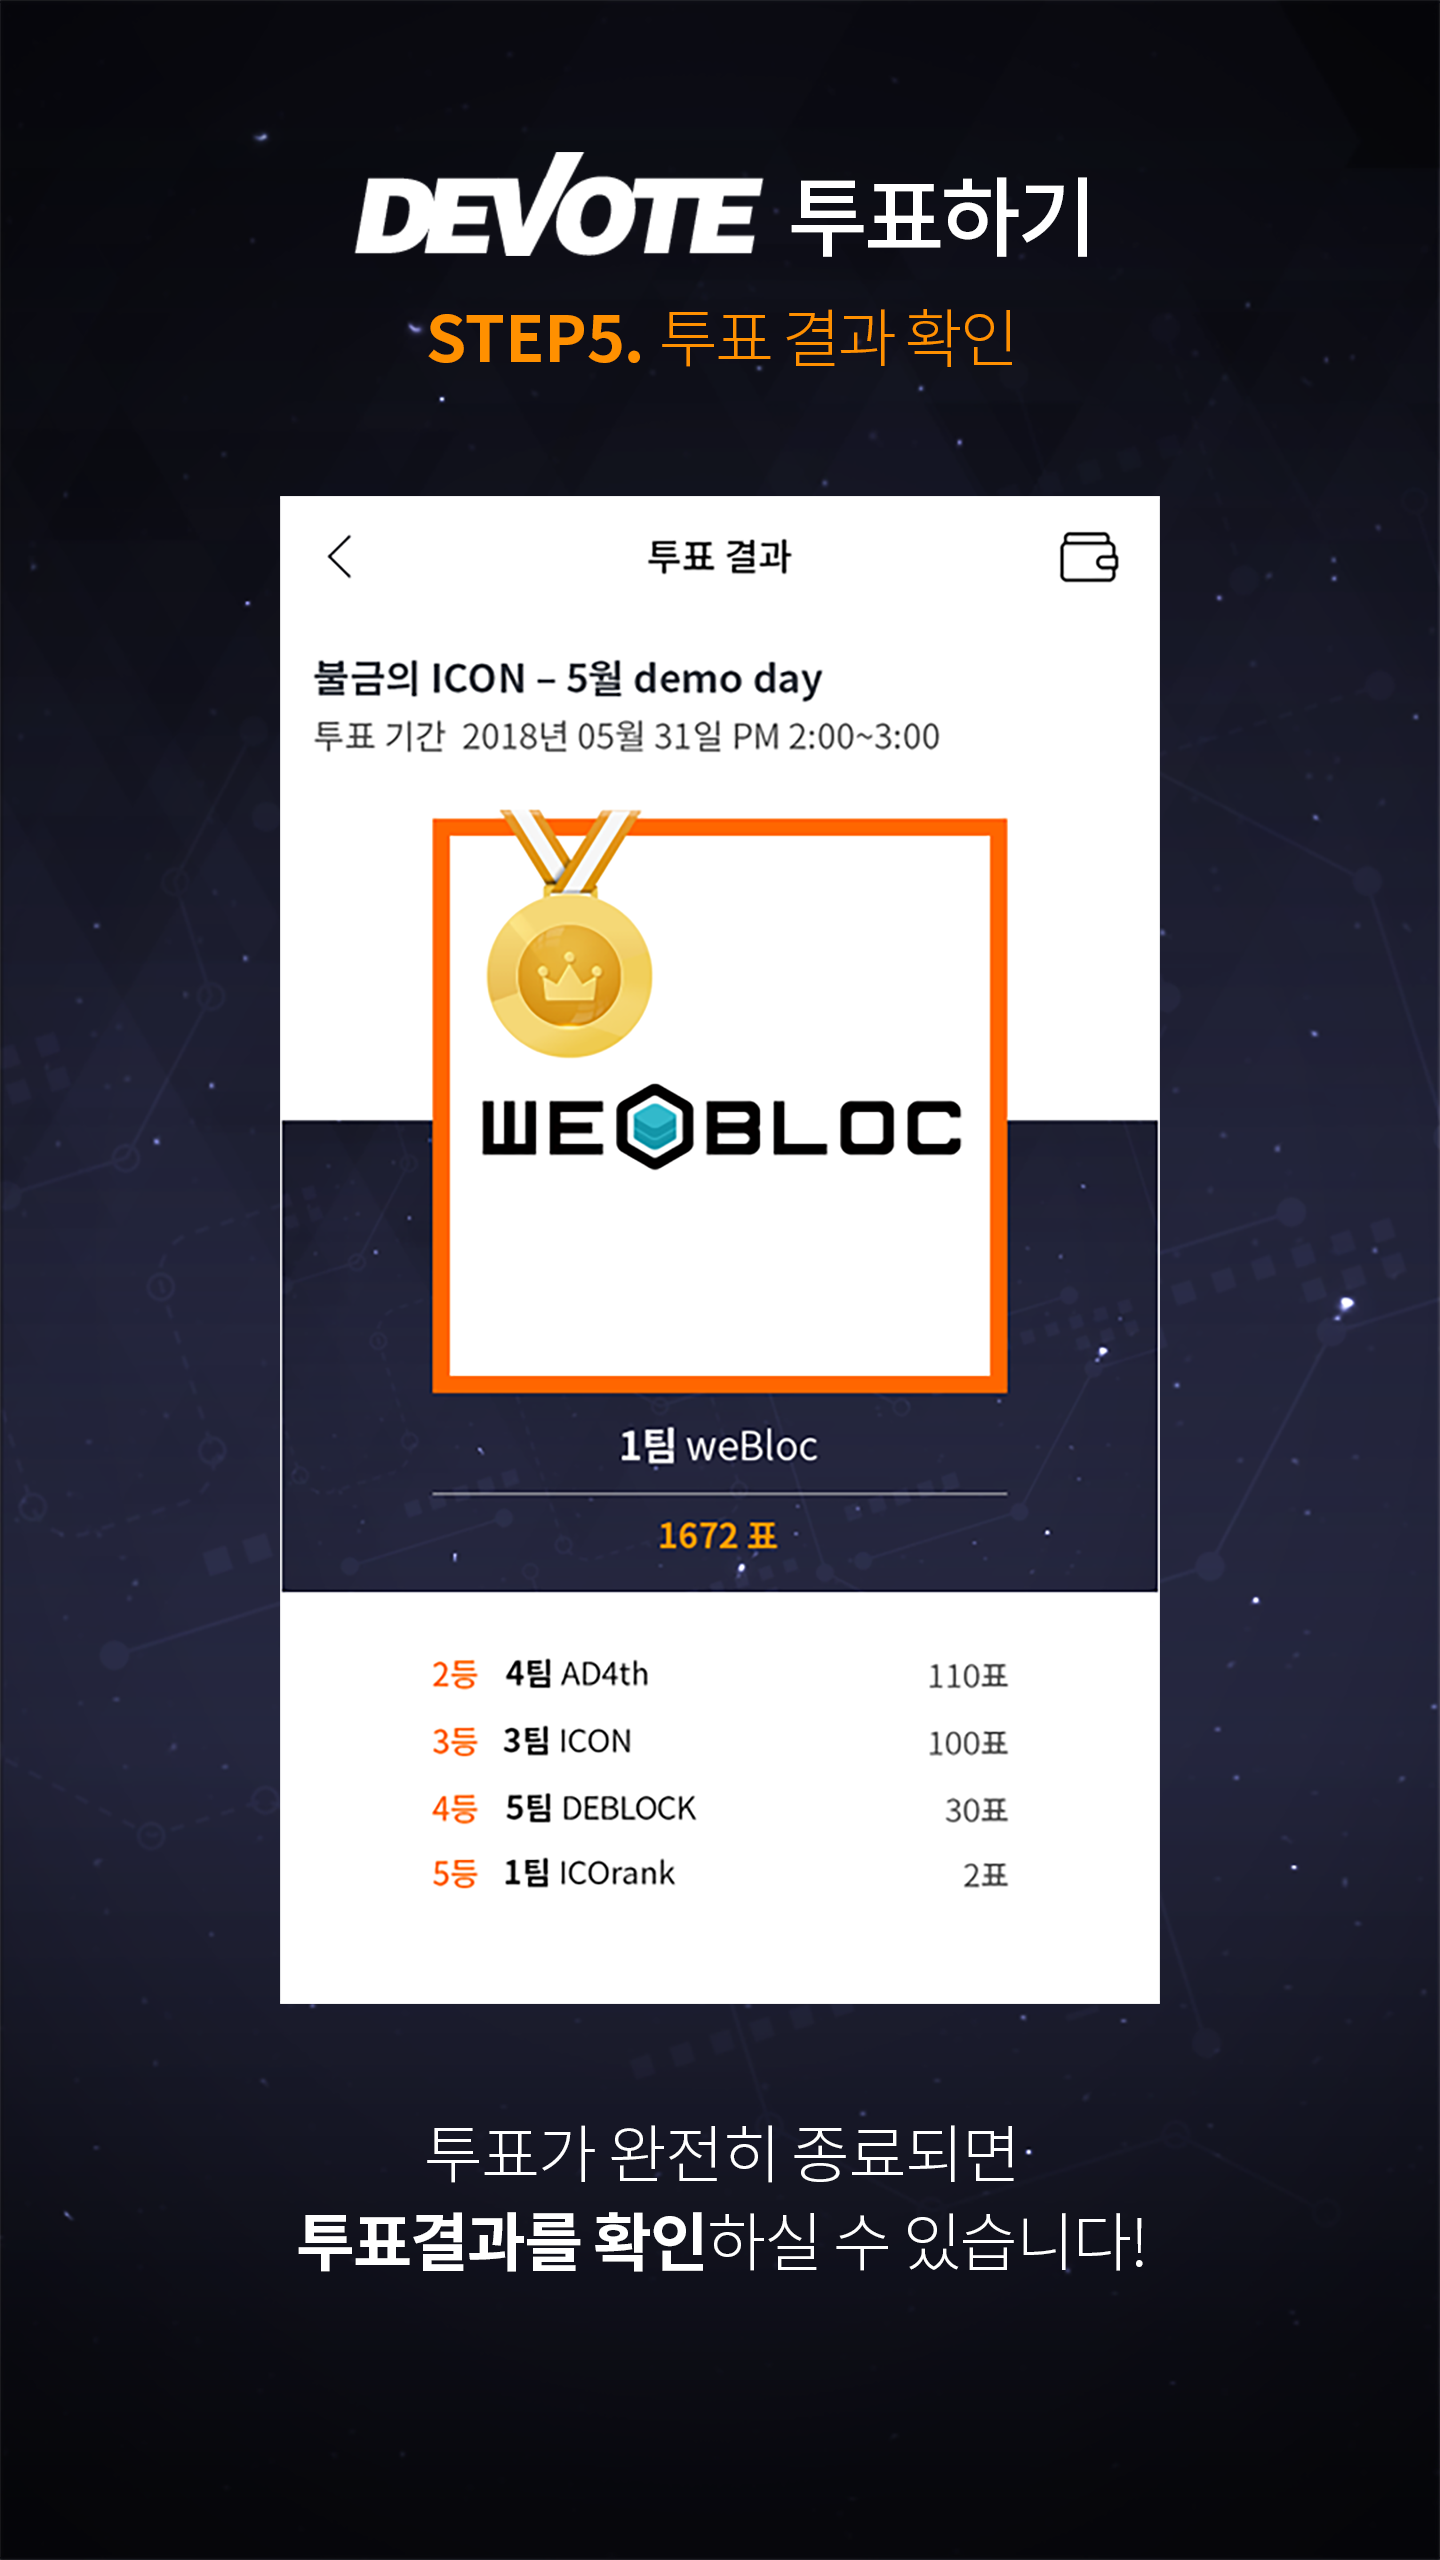 DEVOTE 투표하기
STEP5. 투표 결과 확인
투표 결과
불금의 ICON – 5월 demo day
투표 기간 2018년 05월 31일 PM 2:00~3:00
WEBLOC
1팀 weBloc
1672 표
2등 4팀 AD4th 110표
3등 3팀 ICON 100표
4등 5팀 DEBLOCK 30표
5등 1팀 ICOrank 2표
투표가 완전히 종료되면
투표결과를 확인하실 수 있습니다!